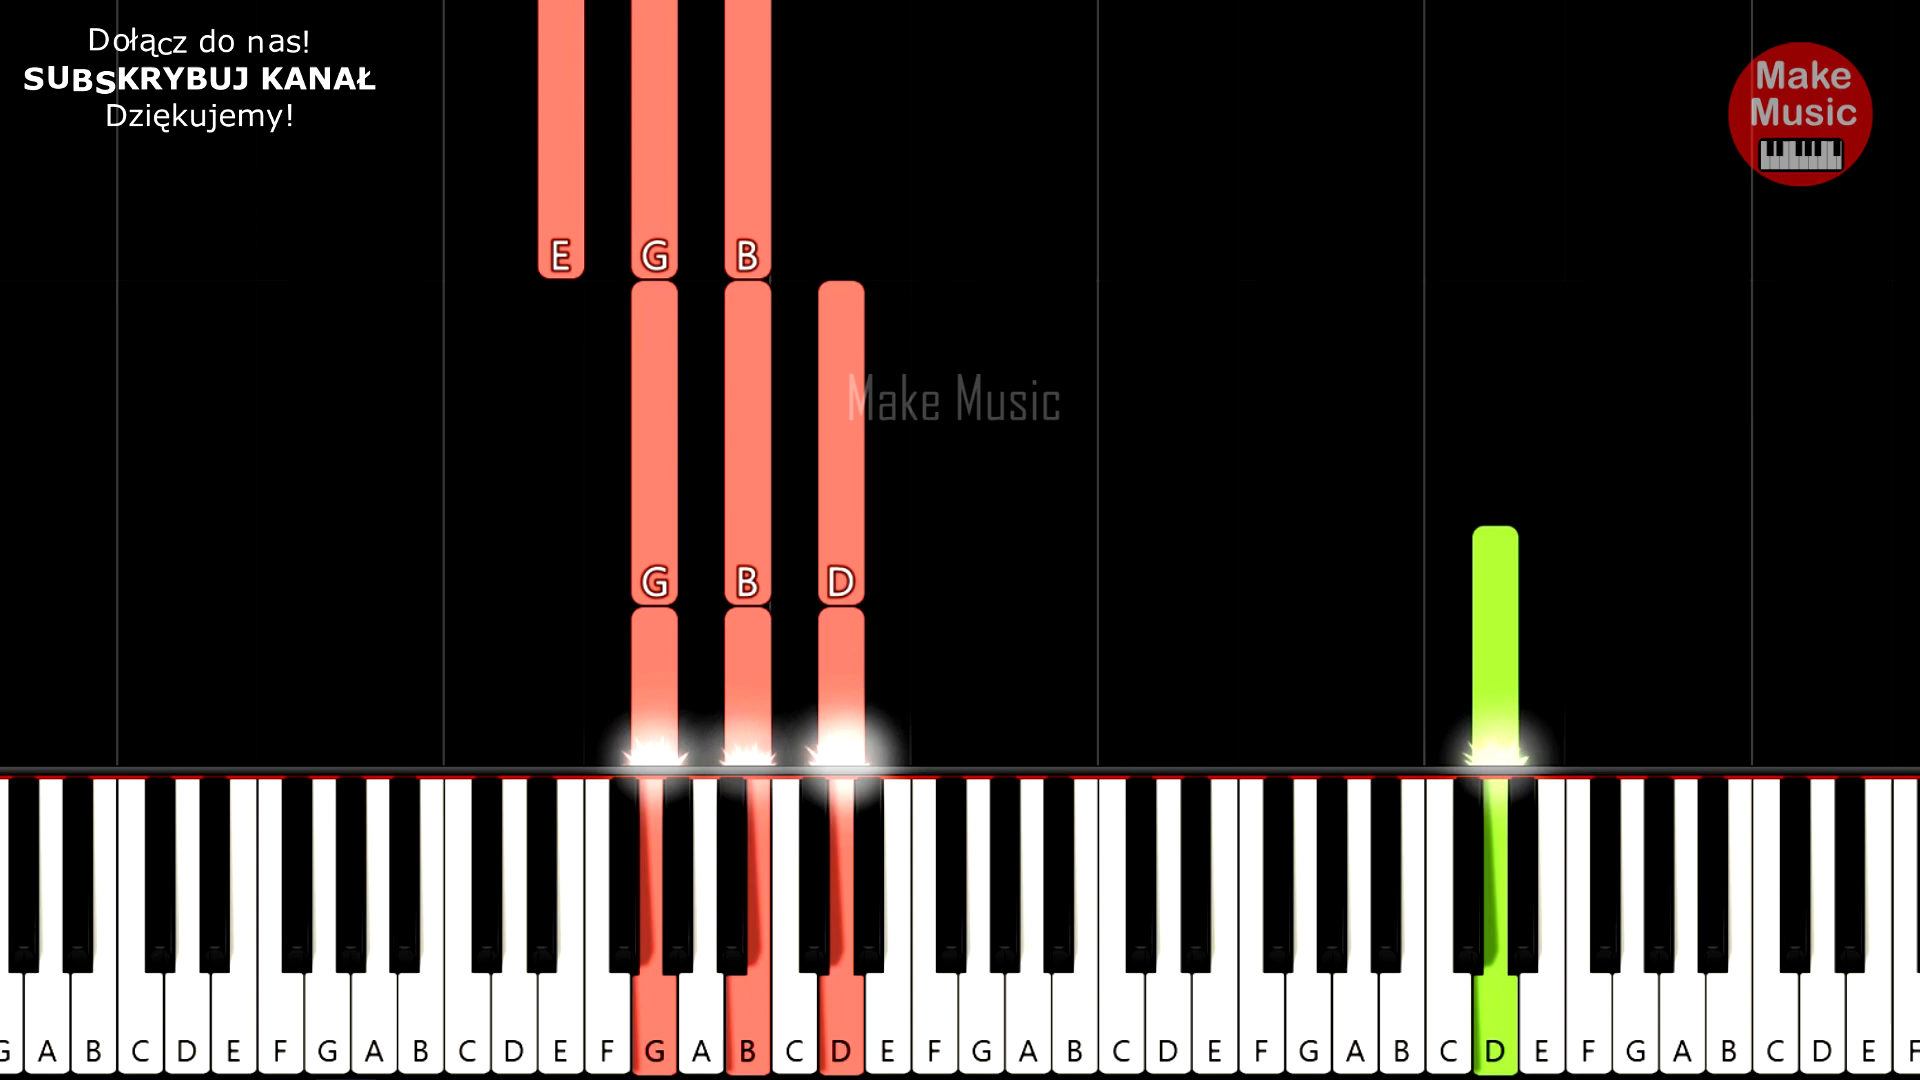 Dołącz do nas!
SUBSKRYBUJ KANAŁ
Dziękujemy!
Make
Music
E G B
Make Music
G B D
G A B C D E F G A B C D E F G A B C D E F G A B C D E F G A B C D E F G A B C D E F